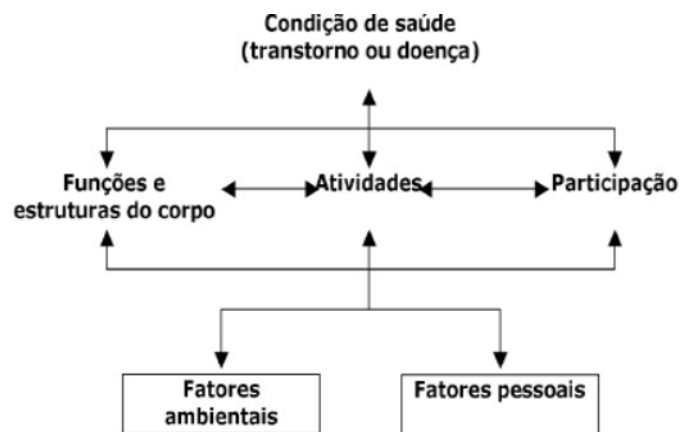 Condição de saúde
(transtorno ou doença)
Funções e
estruturas do corpo
Atividades
Participação
Fatores
ambientais
Fatores pessoais